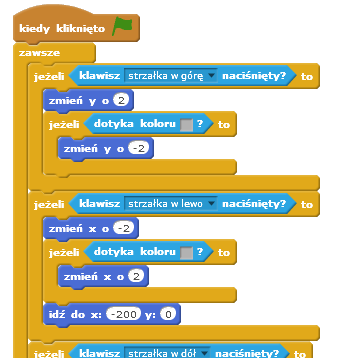 kiedy kliknięto
zawsze
jeżeli klawisz strzałka w górę naciśnięty? to
zmień y o 2
jeżeli dotyka koloru ? to
zmień y o -2
jeżeli klawisz strzałka w lewo naciśnięty? to
zmień x o -2
jeżeli dotyka koloru ? to
zmień x o 2
idź do x: -200 y: 0
jeżeli klawisz strzałka w dół naciśnięty? to